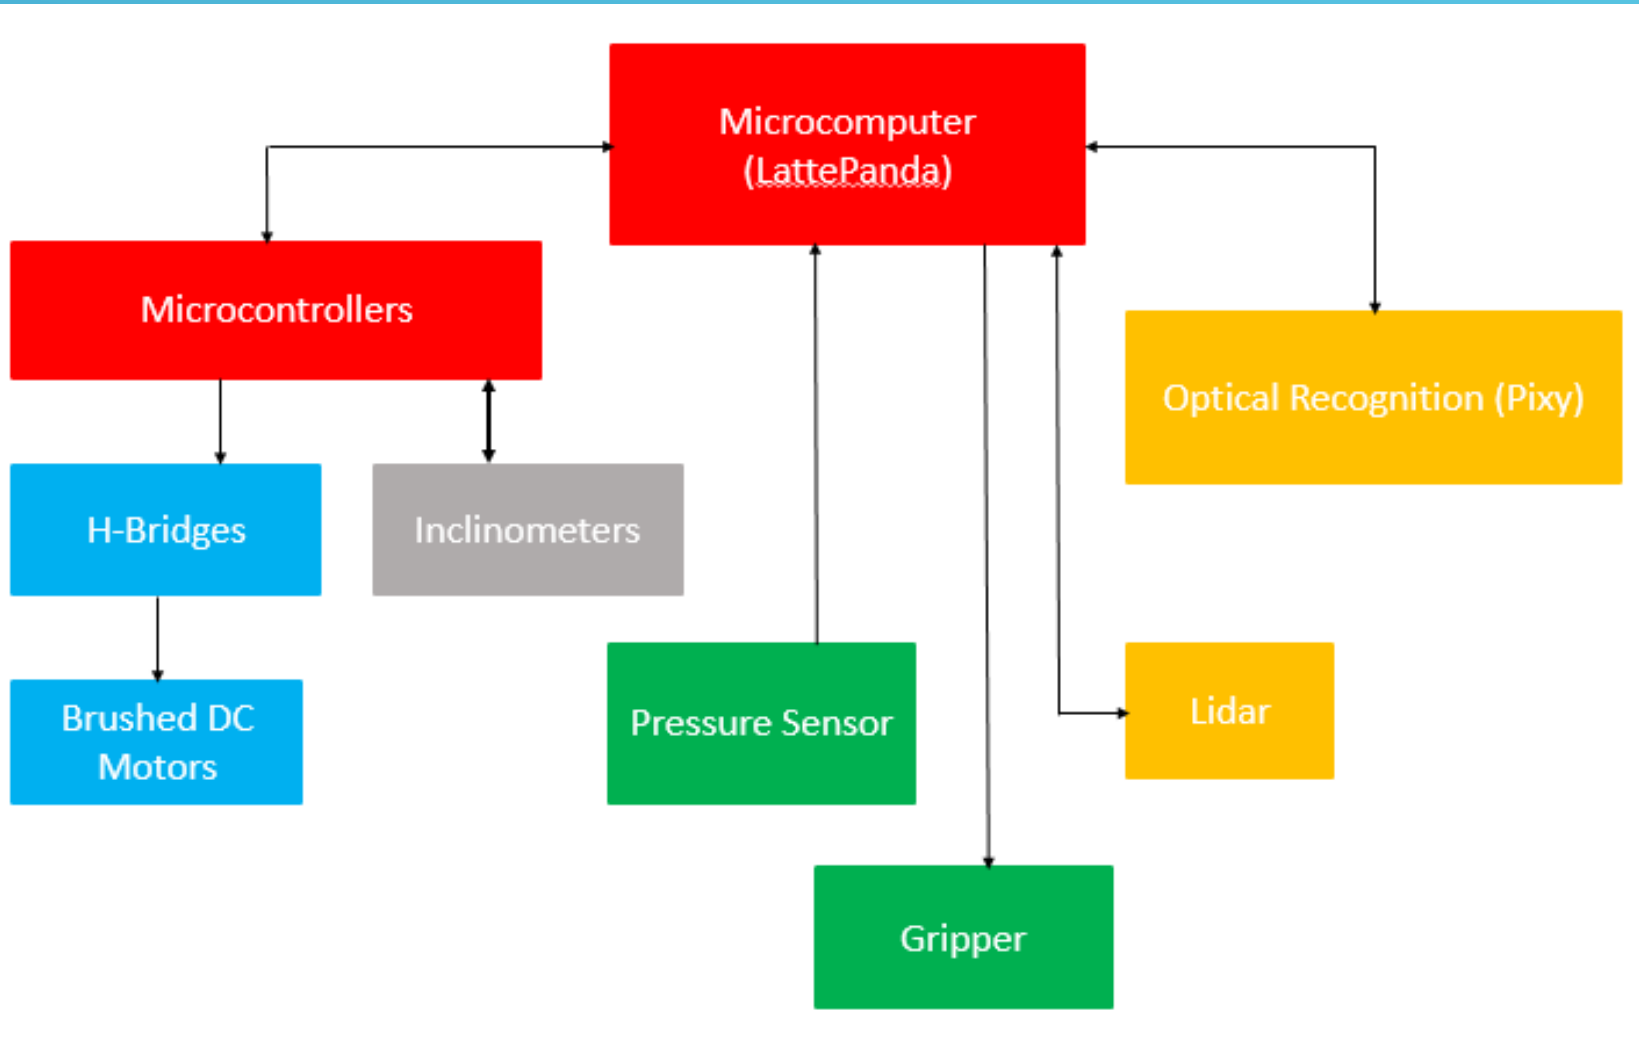 Microcomputer
(LattePanda)
Microcontrollers
Optical Recognition (Pixy)
H-Bridges
Inclinometers
Brushed DC
Motors
Pressure Sensor
Lidar
Gripper